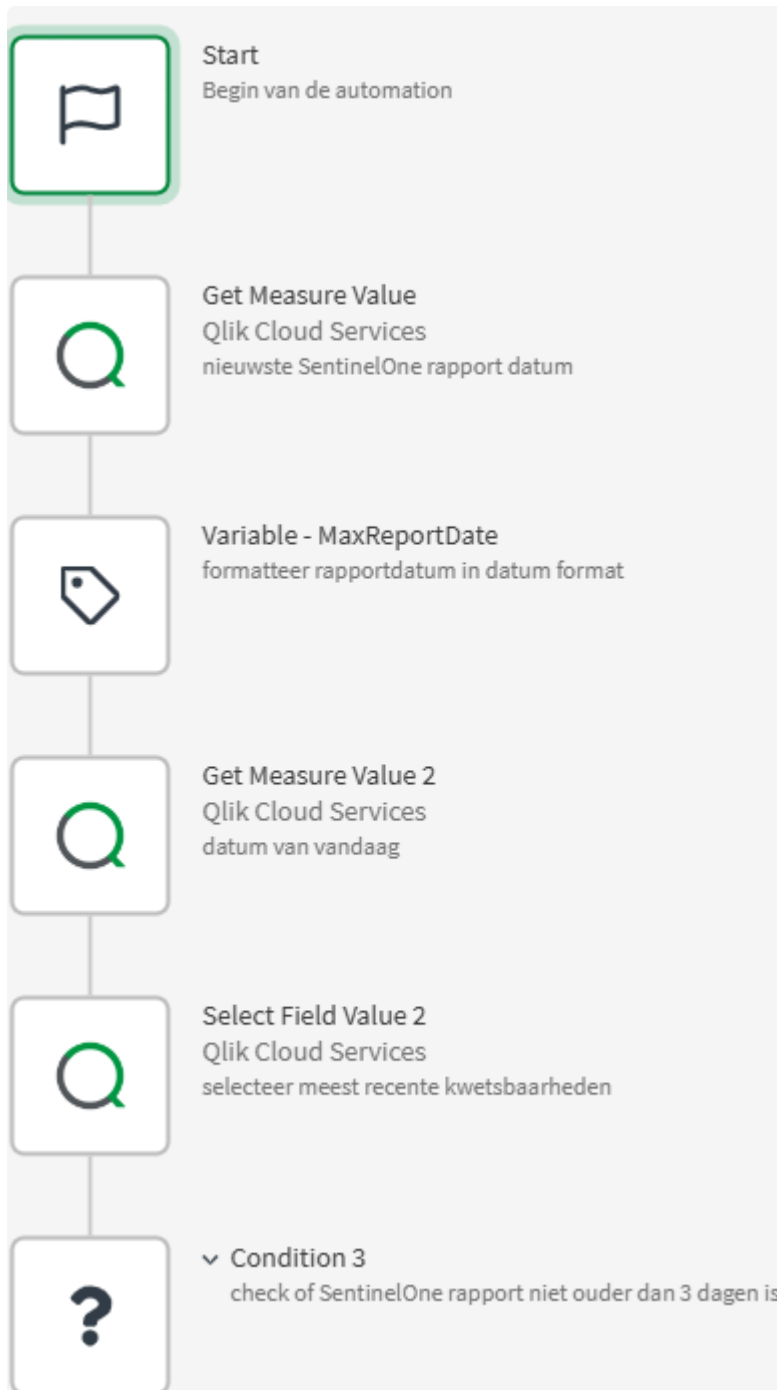 Start
Begin van de automation
Get Measure Value
Qlik Cloud Services
nieuwste SentinelOne rapport datum
Variable - MaxReportDate
formatteer rapportdatum in datum format
Get Measure Value 2
Qlik Cloud Services
datum van vandaag
Select Field Value 2
Qlik Cloud Services
selecteer meest recente kwetsbaarheden
Condition 3
check of SentinelOne rapport niet ouder dan 3 dagen is
?